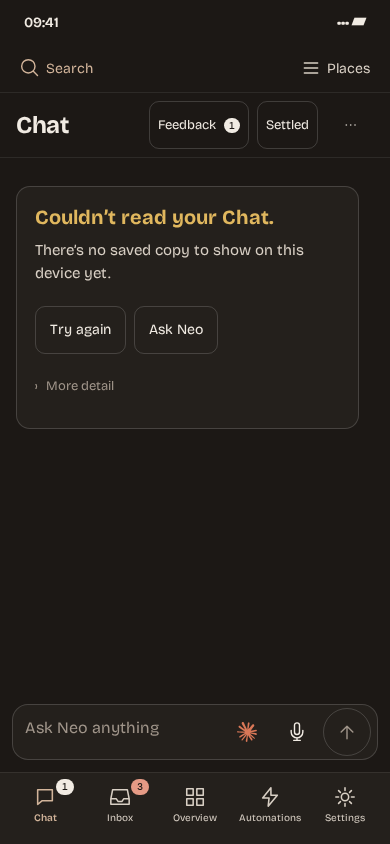 09:41
Search
Places
Chat
Feedback 1
Settled
Couldn't read your Chat.
There's no saved copy to show on this
device yet.
Try again
Ask Neo
More detail
Ask Neo anything
1
3
Chat
Inbox
Overview
Automations
Settings